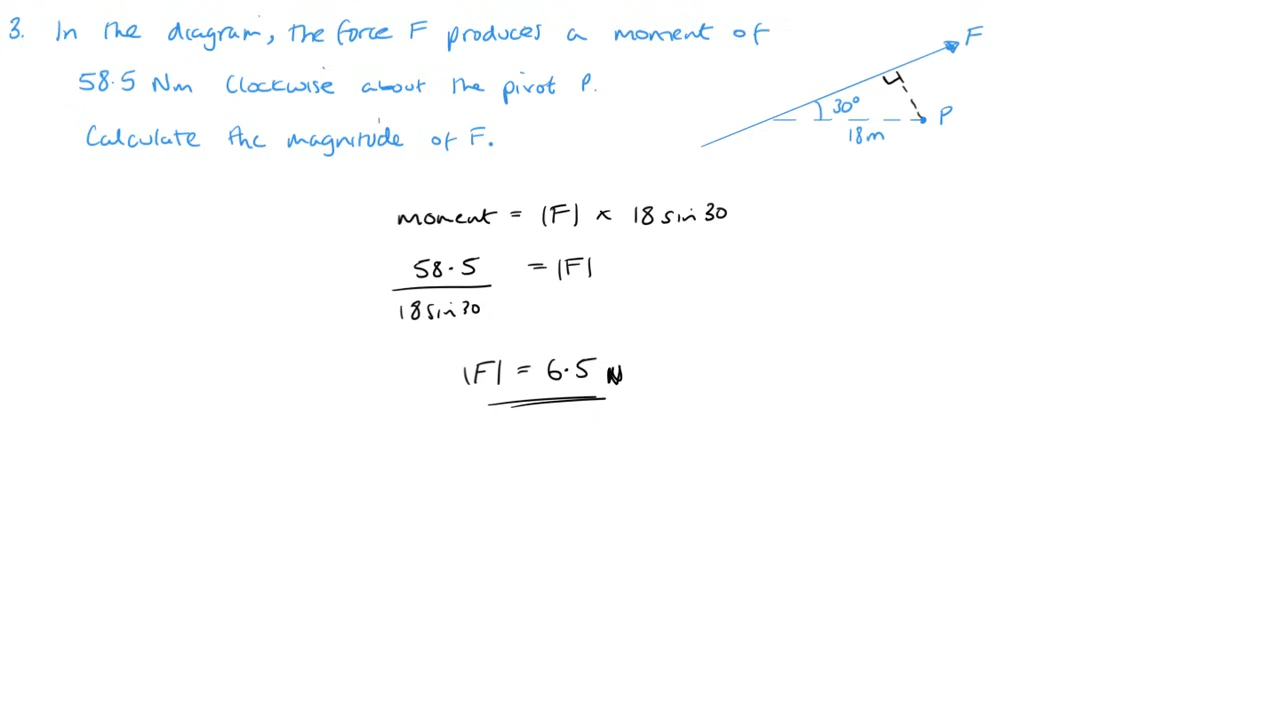 3. In the diagram, the force F produces a moment of
58.5 Nm clockwise about the pivot P.
Calculate the magnitude of F.
F
30°
P
18m
moment = |F| × 18 sin 30
58.5 = |F|
18 sin 30
|F| = 6.5 N